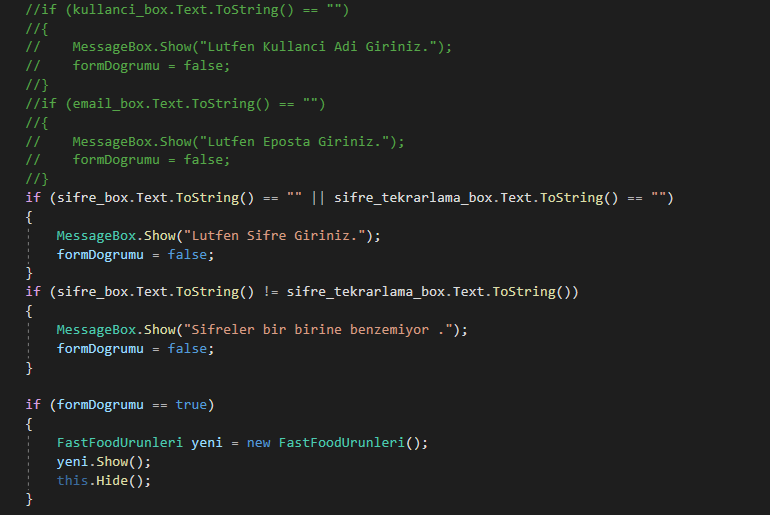 //if (kullanci_box.Text.ToString() == "")
//{
//    MessageBox.Show("Lutfen Kullanci Adi Giriniz.");
//    formDogrumu = false;
//}
//if (email_box.Text.ToString() == "")
//{
//    MessageBox.Show("Lutfen Eposta Giriniz.");
//    formDogrumu = false;
//}
if (sifre_box.Text.ToString() == "" || sifre_tekrarlama_box.Text.ToString() == "")
{
    MessageBox.Show("Lutfen Sifre Giriniz.");
    formDogrumu = false;
}
if (sifre_box.Text.ToString() != sifre_tekrarlama_box.Text.ToString())
{
    MessageBox.Show("Sifreler bir birine benzemiyor .");
    formDogrumu = false;
}
if (formDogrumu == true)
{
    FastFoodUrunleri yeni = new FastFoodUrunleri();
    yeni.Show();
    this.Hide();
}